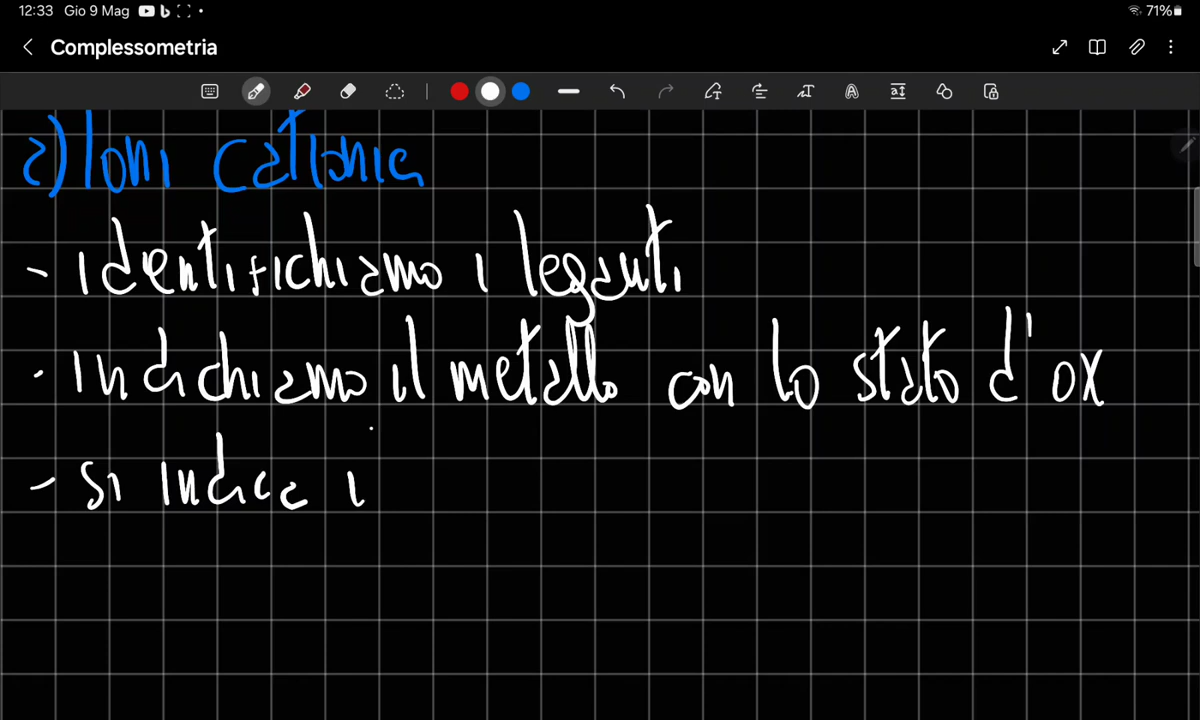 12:33 Gio 9 Mag 71%
Complessometria
2) Ioni cationici
- identifichiamo i leganti
- indichiamo il metallo con lo stato d'ox
- si indica i